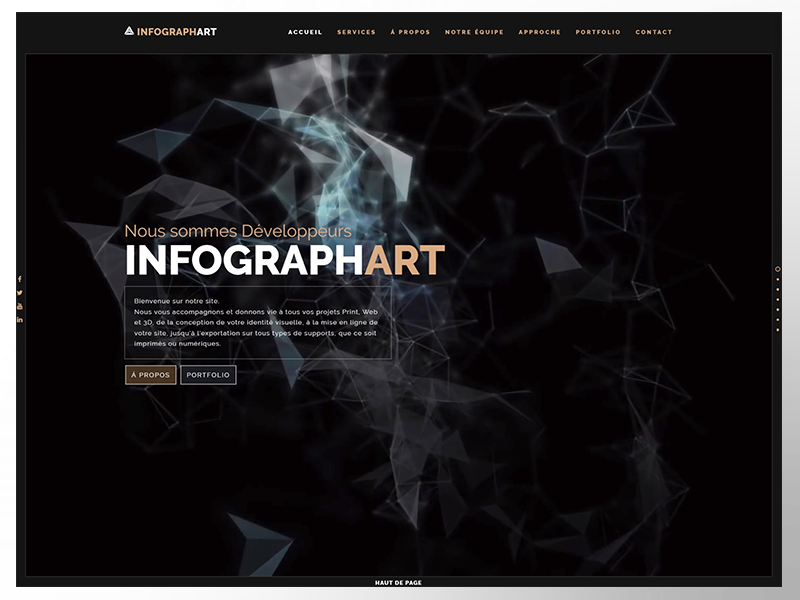 INFOGRAPHART
ACCUEIL SERVICES Á PROPOS NOTRE ÉQUIPE APPROCHE PORTFOLIO CONTACT
Nous sommes Développeurs
INFOGRAPHART
Bienvenue sur notre site.
Nous vous accompagnons et donnons vie à tous vos projets Print, Web
et 3D, de la conception de votre identité visuelle, à la mise en ligne de
votre site, jusqu'à l'exportation sur tous types de supports, que ce soit
imprimés ou numériques.
Á PROPOS PORTFOLIO
HAUT DE PAGE